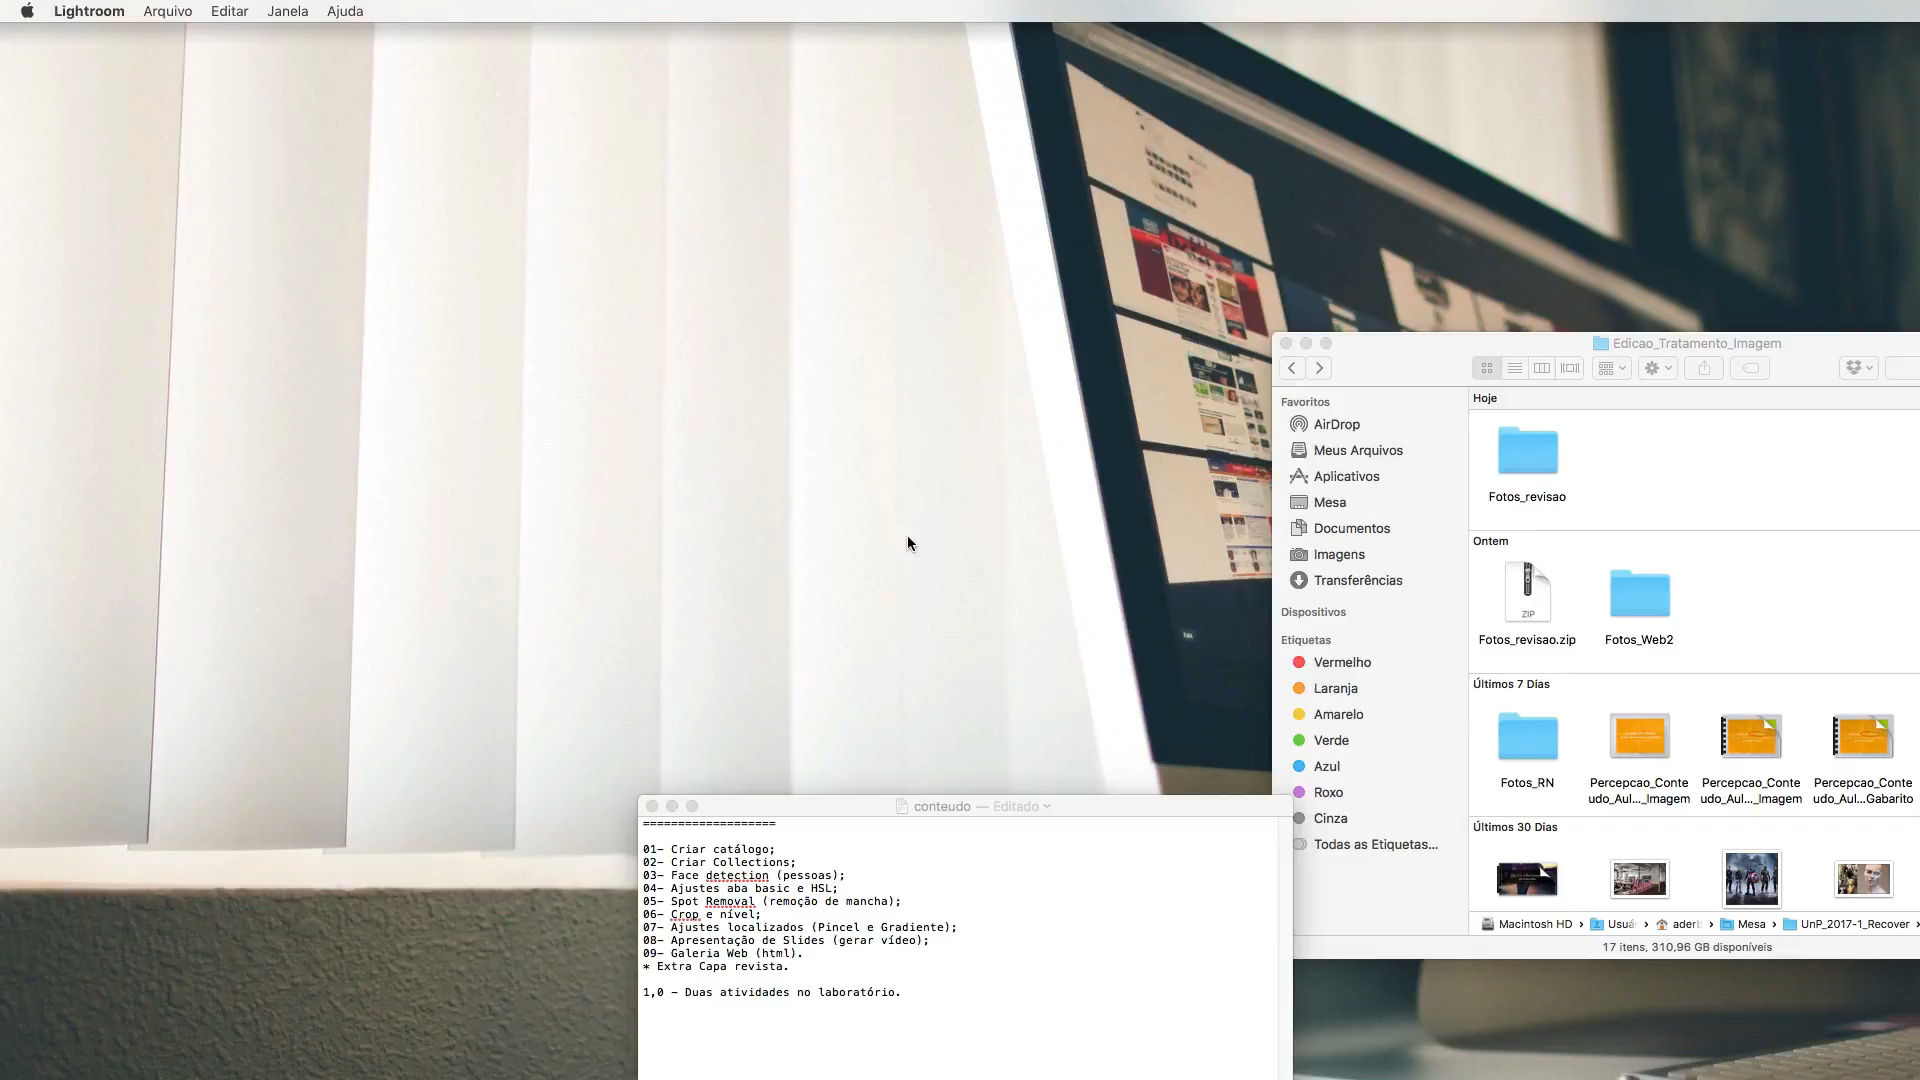 Lightroom Arquivo Editar Janela Ajuda
Edicao_Tratamento_Imagem
Favoritos
AirDrop
Meus Arquivos
Aplicativos
Mesa
Documentos
Imagens
Transferências
Dispositivos
Etiquetas
Vermelho
Laranja
Amarelo
Verde
Azul
Roxo
Cinza
Todas as Etiquetas...
Hoje
Fotos_revisao
Ontem
ZIP
Fotos_revisao.zip Fotos_Web2
Últimos 7 Dias
Fotos_RN
Percepcao_Conte
udo_Aul..._Imagem
Percepcao_Conte
udo_Aul..._Imagem
Percepcao_Conte
udo_Aul...Gabarito
Últimos 30 Dias
Macintosh HD › Usuá › aderb › Mesa › UnP_2017-1_Recover ›
17 itens, 310,96 GB disponíveis
conteudo — Editado
===================
01- Criar catálogo;
02- Criar Collections;
03- Face detection (pessoas);
04- Ajustes aba basic e HSL;
05- Spot Removal (remoção de mancha);
06- Crop e nível;
07- Ajustes localizados (Pincel e Gradiente);
08- Apresentação de Slides (gerar vídeo);
09- Galeria Web (html).
* Extra Capa revista.
1,0 - Duas atividades no laboratório.